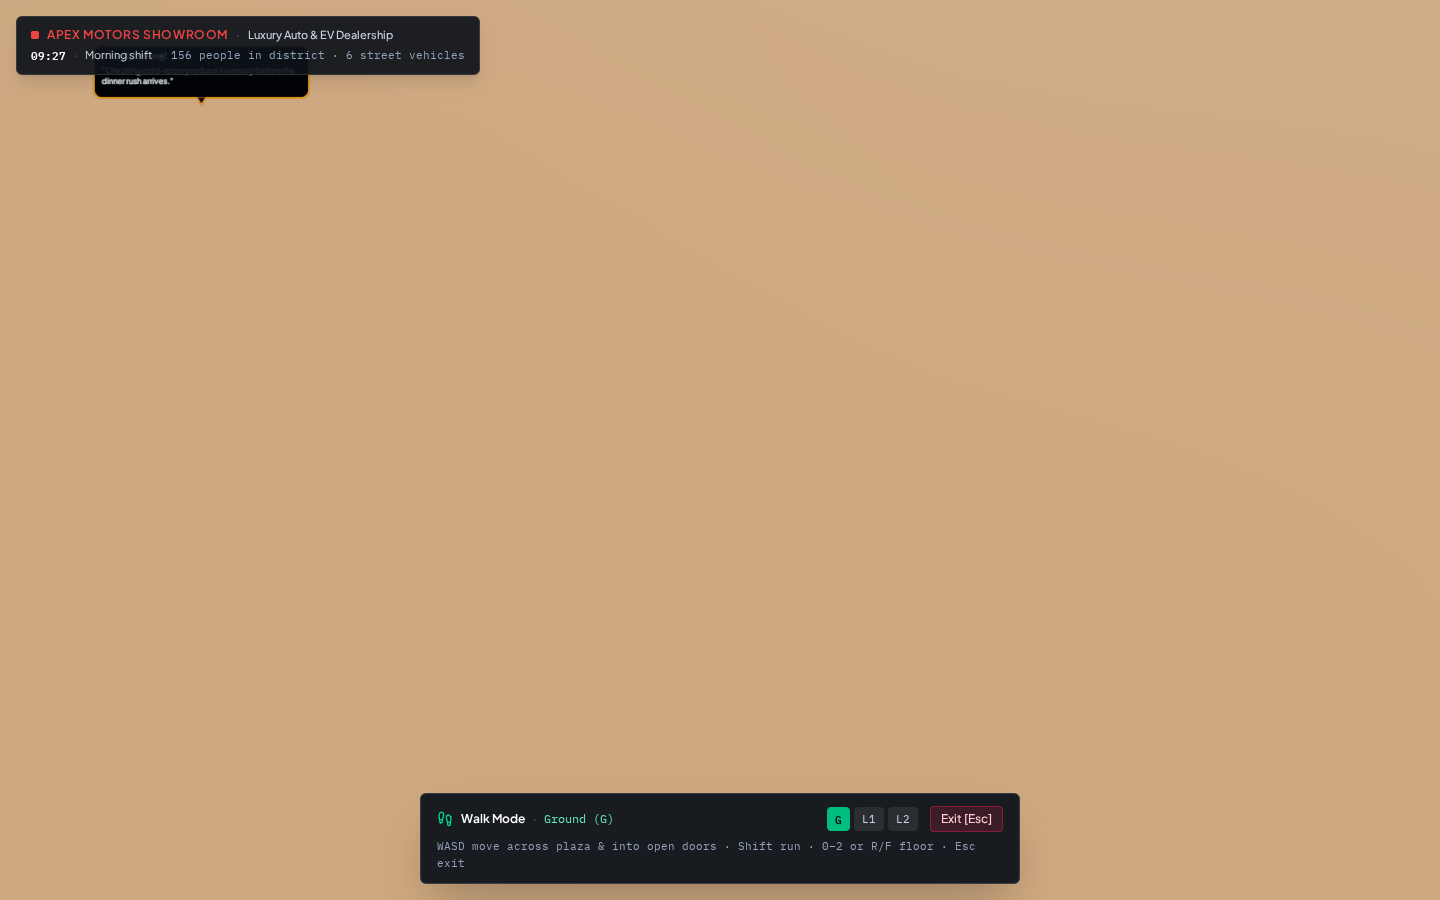 APEX MOTORS SHOWROOM · Luxury Auto & EV Dealership
09:27 · Morning shift · 156 people in district · 6 street vehicles
dinner rush arrives."
Walk Mode · Ground (G)
G L1 L2 Exit [Esc]
WASD move across plaza & into open doors · Shift run · 0–2 or R/F floor · Esc
exit